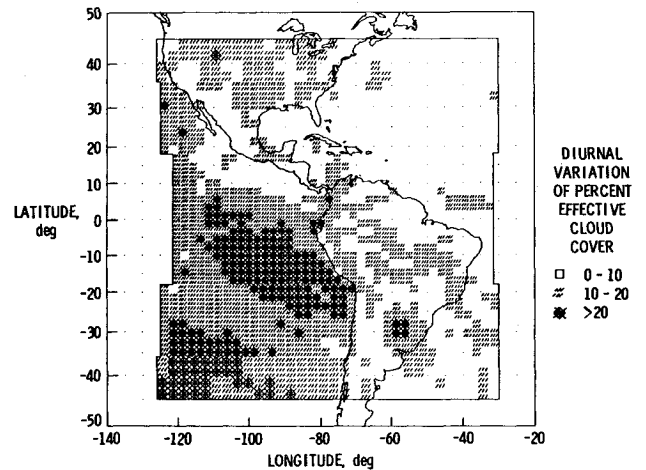 50
40
30
20
10
0
-10
-20
-30
-40
-50
LATITUDE,
deg
-140
-120
-100
-80
-60
-40
-20
LONGITUDE, deg
DIURNAL
VARIATION
OF PERCENT
EFFECTIVE
CLOUD
COVER
0 - 10
10 - 20
>20